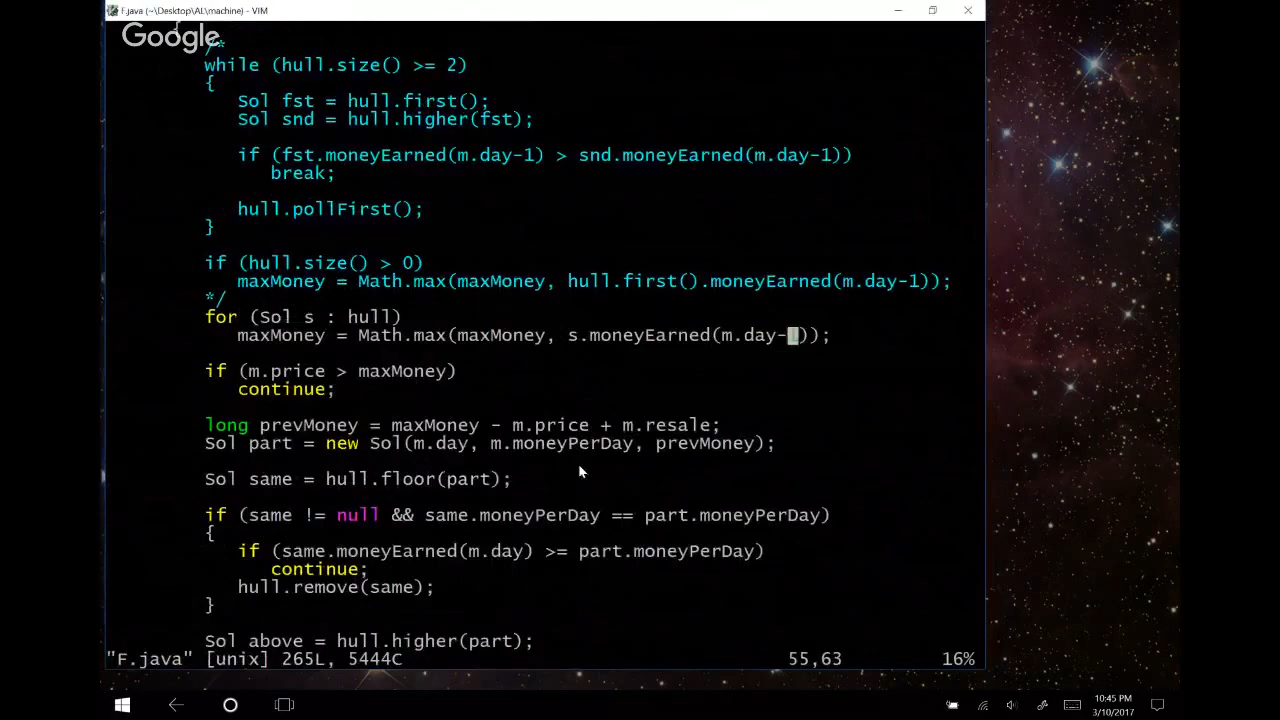 F.java (~\Desktop\AL\machine) - VIM
Google
/*
while (hull.size() >= 2)
{
Sol fst = hull.first();
Sol snd = hull.higher(fst);
if (fst.moneyEarned(m.day-1) > snd.moneyEarned(m.day-1))
break;
hull.pollFirst();
}
if (hull.size() > 0)
maxMoney = Math.max(maxMoney, hull.first().moneyEarned(m.day-1));
*/
for (Sol s : hull)
maxMoney = Math.max(maxMoney, s.moneyEarned(m.day-1));
if (m.price > maxMoney)
continue;
long prevMoney = maxMoney - m.price + m.resale;
Sol part = new Sol(m.day, m.moneyPerDay, prevMoney);
Sol same = hull.floor(part);
if (same != null && same.moneyPerDay == part.moneyPerDay)
{
if (same.moneyEarned(m.day) >= part.moneyPerDay)
continue;
hull.remove(same);
}
Sol above = hull.higher(part);
"F.java" [unix] 265L, 5444C 55,63 16%
10:45 PM
3/10/2017